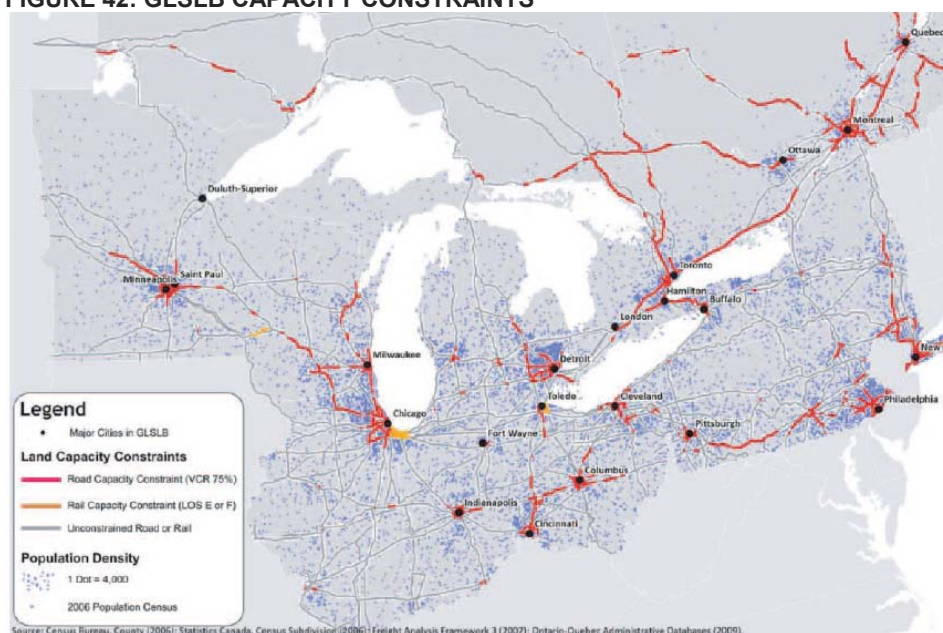 FIGURE 42: GLSLB CAPACITY CONSTRAINTS
Quebec
Montreal
Ottawa
Duluth-Superior
Toronto
Saint Paul
Minneapolis
Hamilton
Buffalo
London
Milwaukee
Detroit
New
Toledo
Cleveland
Philadelphia
Chicago
Fort Wayne
Pittsburgh
Columbus
Indianapolis
Cincinnati
Legend
Major Cities in GLSLB
Land Capacity Constraints
Road Capacity Constraint (VCR 75%)
Rail Capacity Constraint (LOS E or F)
Unconstrained Road or Rail
Population Density
1 Dot = 4,000
2006 Population Census
Source: Census Bureau, County (2006); Statistics Canada, Census Subdivision (2006); Freight Analysis Framework 3 (2007); Ontario-Quebec Administrative Databases (2009).